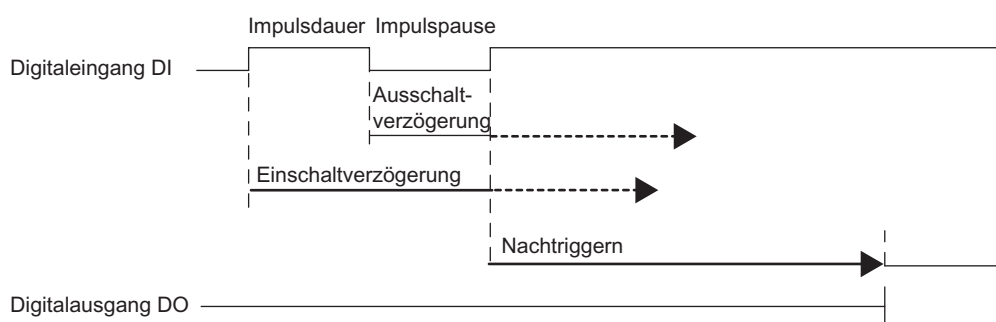 Impulsdauer Impulspause
Digitaleingang DI
Ausschalt-
verzögerung
Einschaltverzögerung
Nachtriggern
Digitalausgang DO